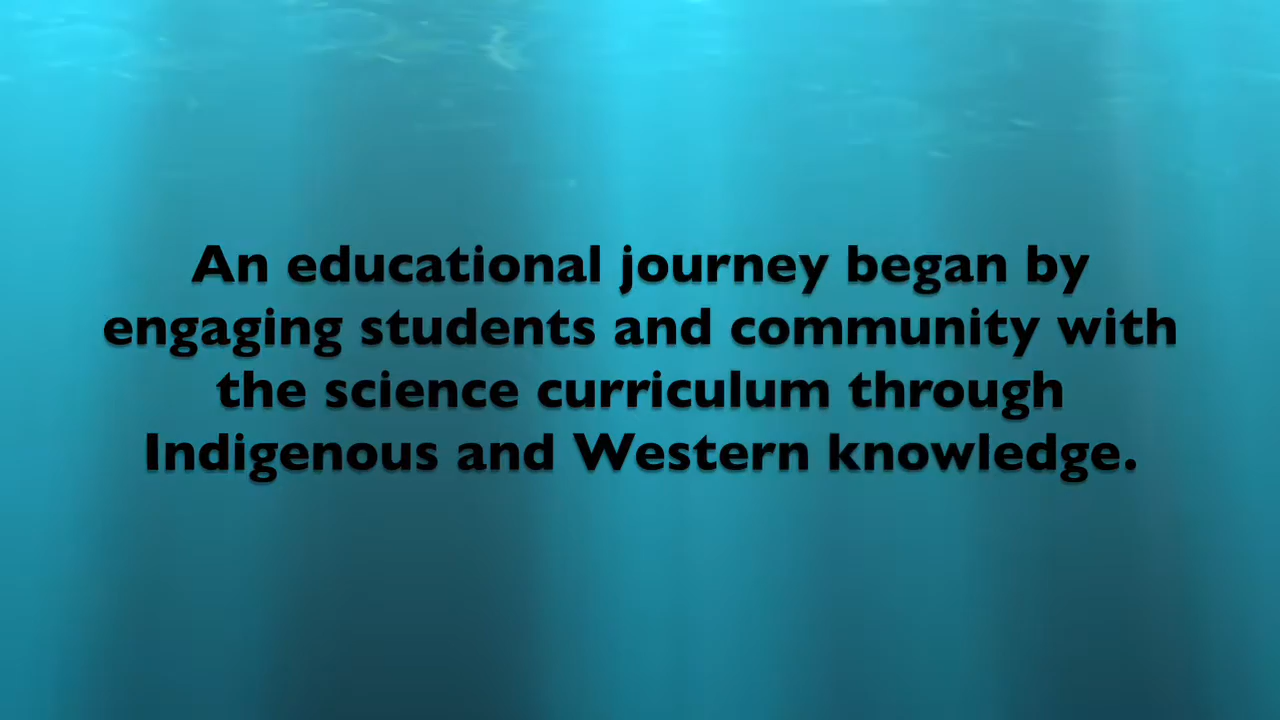 An educational journey began by
engaging students and community with
the science curriculum through
Indigenous and Western knowledge.